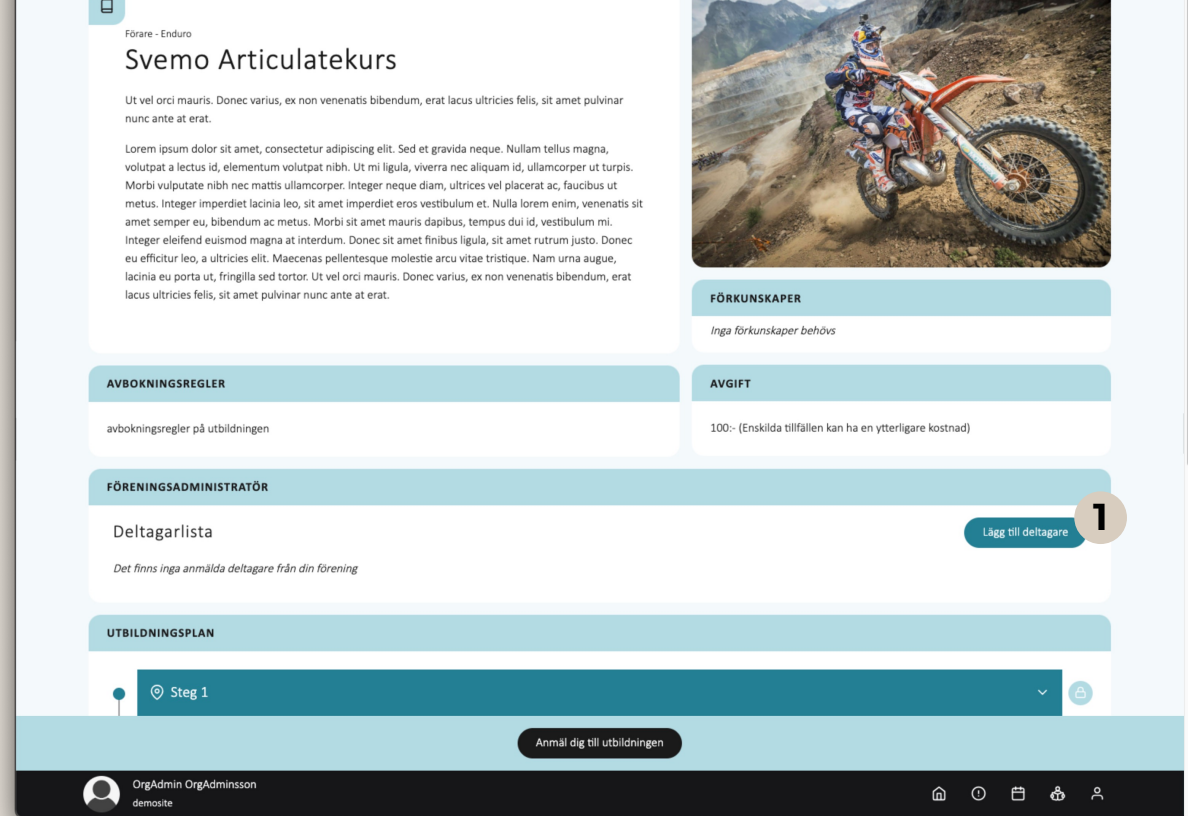 Förare - Enduro
Svemo Articulatekurs
Ut vel orci mauris. Donec varius, ex non venenatis bibendum, erat lacus ultricies felis, sit amet pulvinar
nunc ante at erat.
Lorem ipsum dolor sit amet, consectetur adipiscing elit. Sed et gravida neque. Nullam tellus magna,
volutpat a lectus id, elementum volutpat nibh. Ut mi ligula, viverra nec aliquam id, ullamcorper ut turpis.
Morbi vulputate nibh nec mattis ullamcorper. Integer neque diam, ultrices vel placerat ac, faucibus ut
metus. Integer imperdiet lacinia leo, sit amet imperdiet eros vestibulum et. Nulla lorem enim, venenatis sit
amet semper eu, bibendum ac metus. Morbi sit amet mauris dapibus, tempus dui id, vestibulum mi.
Integer eleifend euismod magna at interdum. Donec sit amet finibus ligula, sit amet rutrum justo. Donec
eu efficitur leo, a ultricies elit. Maecenas pellentesque molestie arcu vitae tristique. Nam urna augue,
lacinia eu porta ut, fringilla sed tortor. Ut vel orci mauris. Donec varius, ex non venenatis bibendum, erat
lacus ultricies felis, sit amet pulvinar nunc ante at erat.
FÖRKUNSKAPER
Inga förkunskaper behövs
AVBOKNINGSREGLER
avbokningsregler på utbildningen
AVGIFT
100:- (Enskilda tillfällen kan ha en ytterligare kostnad)
FÖRENINGSADMINISTRATÖR
Deltagarlista
Lägg till deltagare
1
Det finns inga anmälda deltagare från din förening
UTBILDNINGSPLAN
Steg 1
Anmäl dig till utbildningen
OrgAdmin OrgAdminsson
demosite